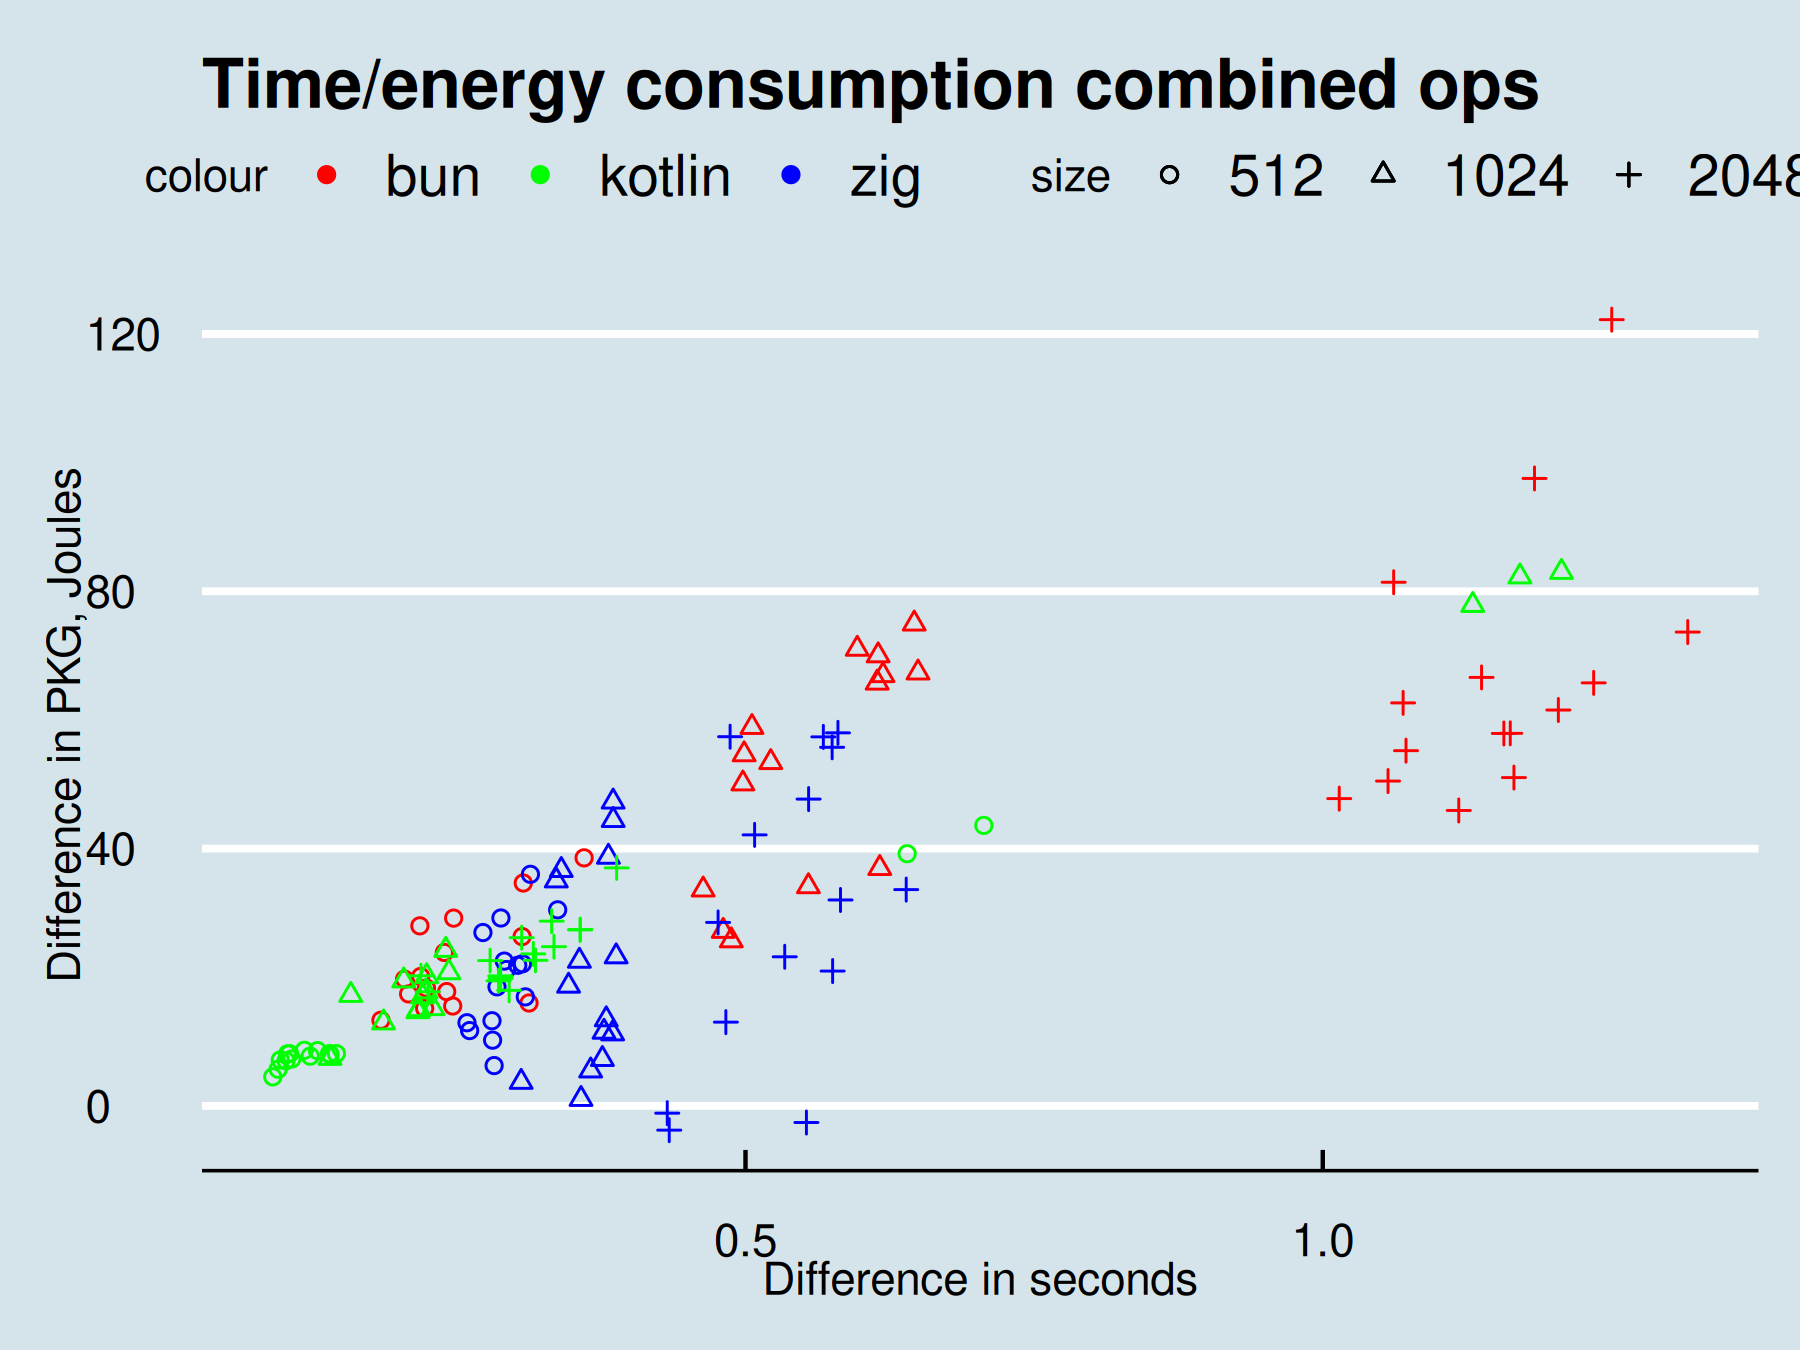 Time/energy consumption combined ops
colour bun kotlin zig size 512 1024 2048
120
80
40
0
Difference in PKG, Joules
0.5 1.0
Difference in seconds